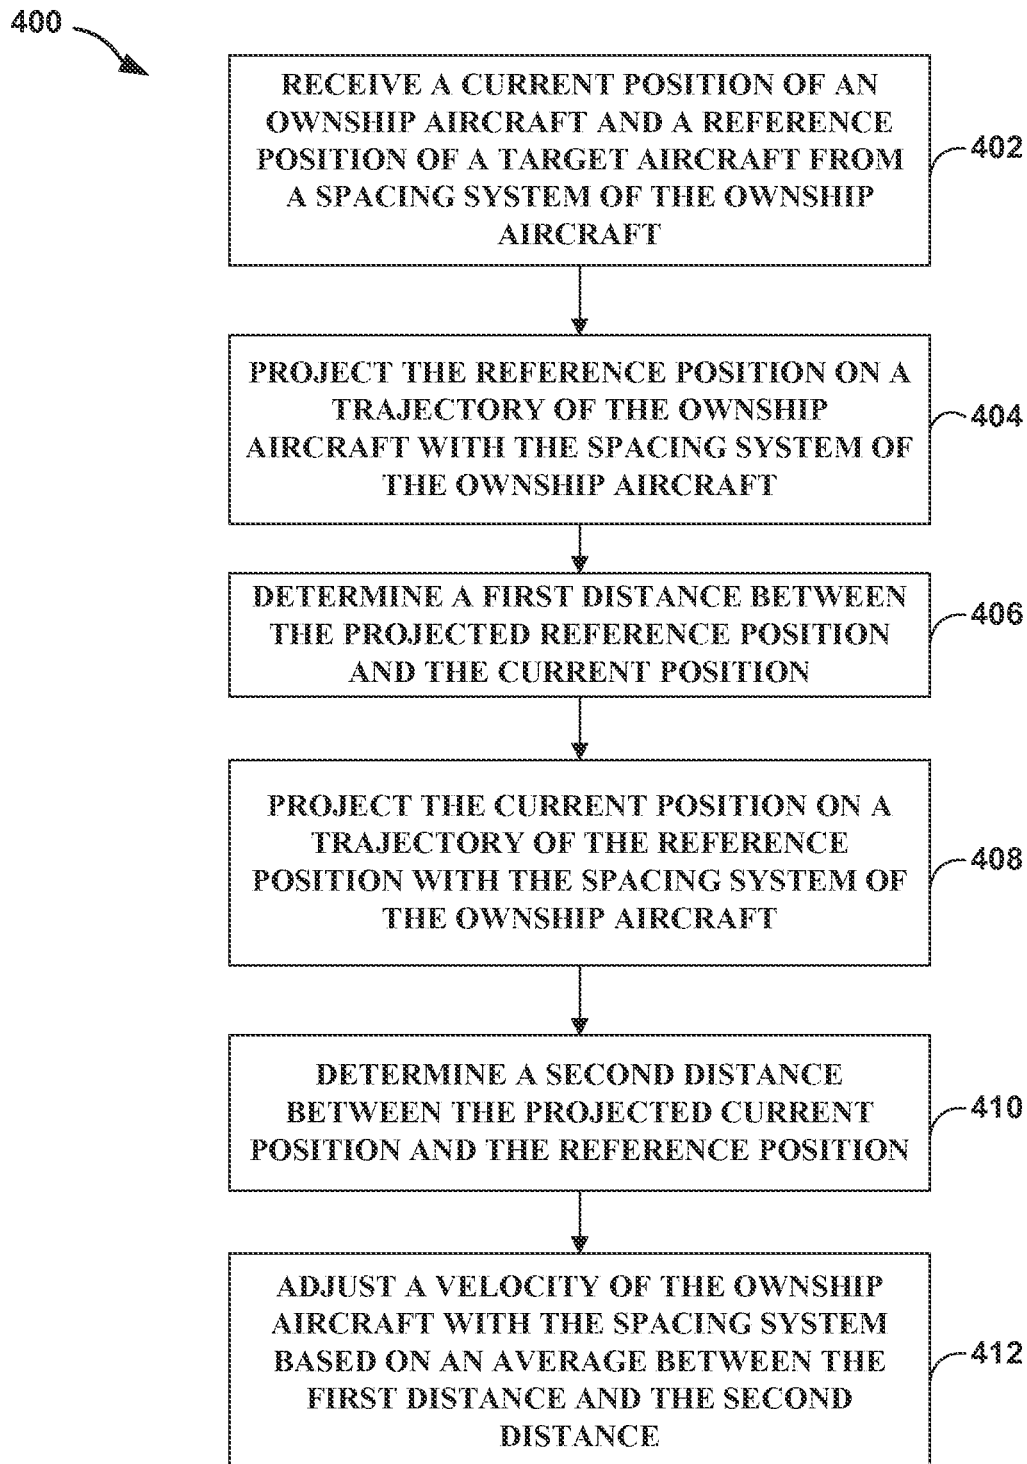 400
RECEIVE A CURRENT POSITION OF AN
OWNSHIP AIRCRAFT AND A REFERENCE
POSITION OF A TARGET AIRCRAFT FROM
A SPACING SYSTEM OF THE OWNSHIP
AIRCRAFT
402
PROJECT THE REFERENCE POSITION ON A
TRAJECTORY OF THE OWNSHIP
AIRCRAFT WITH THE SPACING SYSTEM OF
THE OWNSHIP AIRCRAFT
404
DETERMINE A FIRST DISTANCE BETWEEN
THE PROJECTED REFERENCE POSITION
AND THE CURRENT POSITION
406
PROJECT THE CURRENT POSITION ON A
TRAJECTORY OF THE REFERENCE
POSITION WITH THE SPACING SYSTEM OF
THE OWNSHIP AIRCRAFT
408
DETERMINE A SECOND DISTANCE
BETWEEN THE PROJECTED CURRENT
POSITION AND THE REFERENCE POSITION
410
ADJUST A VELOCITY OF THE OWNSHIP
AIRCRAFT WITH THE SPACING SYSTEM
BASED ON AN AVERAGE BETWEEN THE
FIRST DISTANCE AND THE SECOND
DISTANCE
412